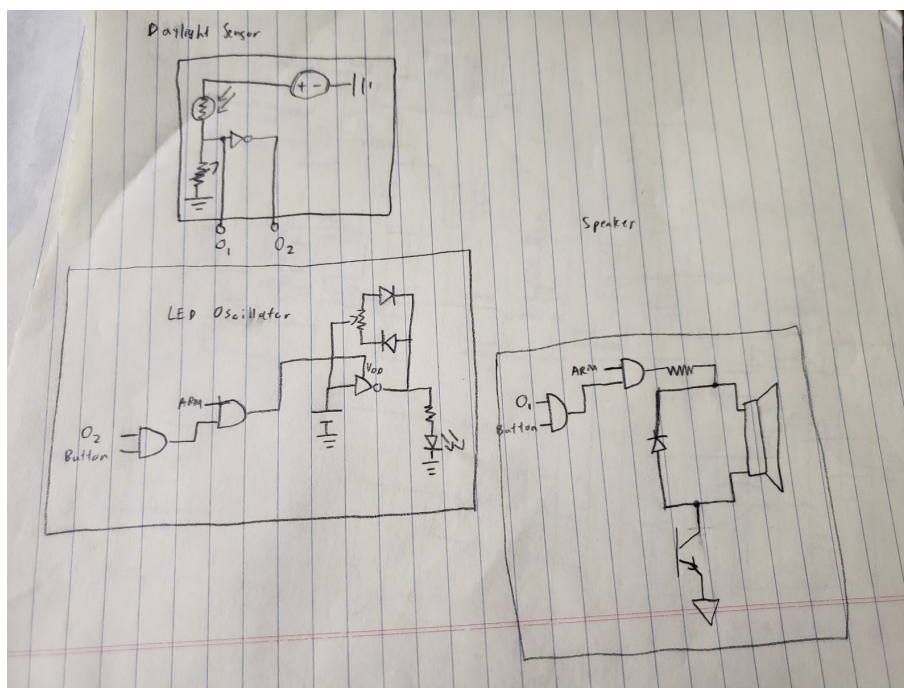 Daylight Sensor
+ -
O1
O2
LED Oscillator
VDD
ARM
O2
Button
Speaker
ARM
O1
Button